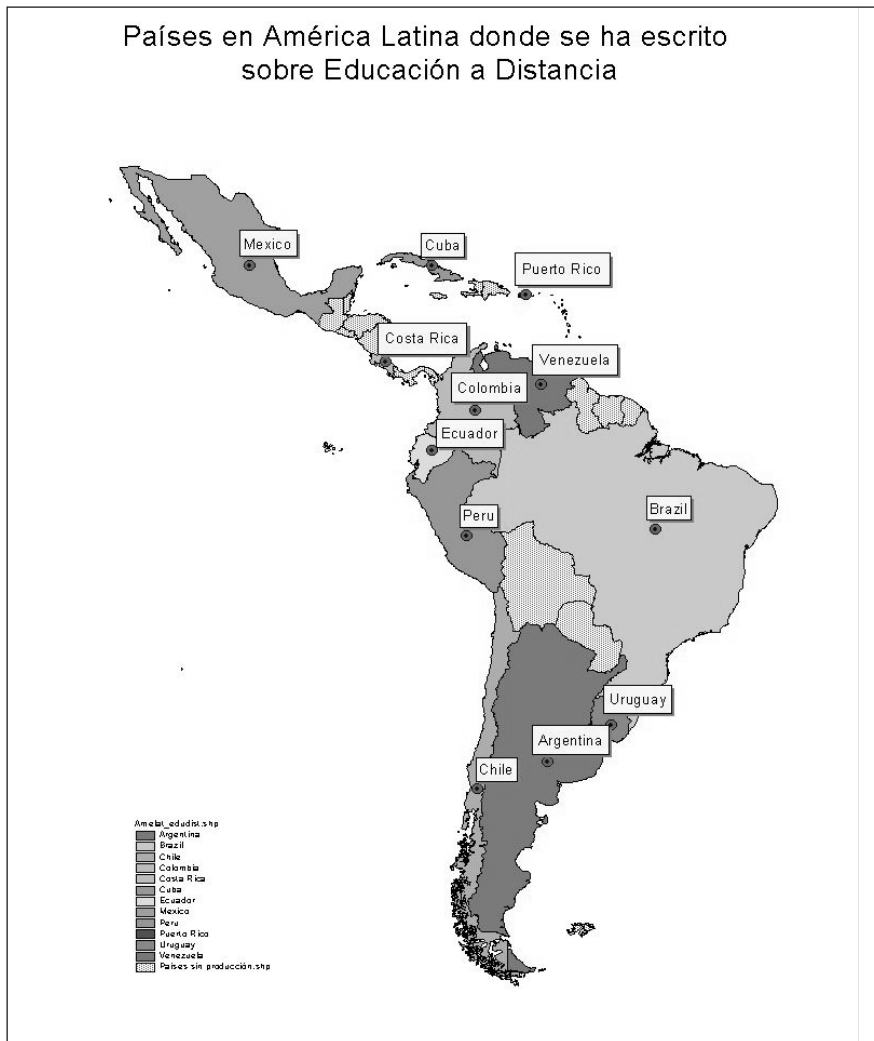 Países en América Latina donde se ha escrito
sobre Educación a Distancia
Mexico
Cuba
Puerto Rico
Costa Rica
Venezuela
Colombia
Ecuador
Peru
Brazil
Uruguay
Argentina
Chile
Amelat_edudist.shp
Argentina
Brazil
Chile
Colombia
Costa Rica
Cuba
Ecuador
Mexico
Peru
Puerto Rico
Uruguay
Venezuela
Países sin producción.shp